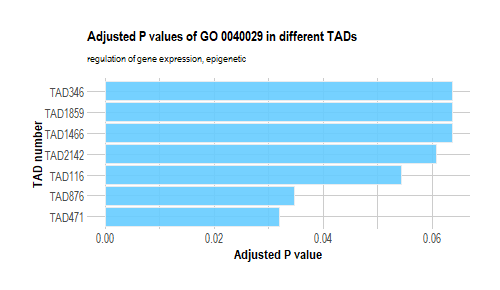 Adjusted P values of GO 0040029 in different TADs
regulation of gene expression, epigenetic
TAD346
TAD1859
TAD1466
TAD2142
TAD116
TAD876
TAD471
TAD number
0.00 0.02 0.04 0.06
Adjusted P value